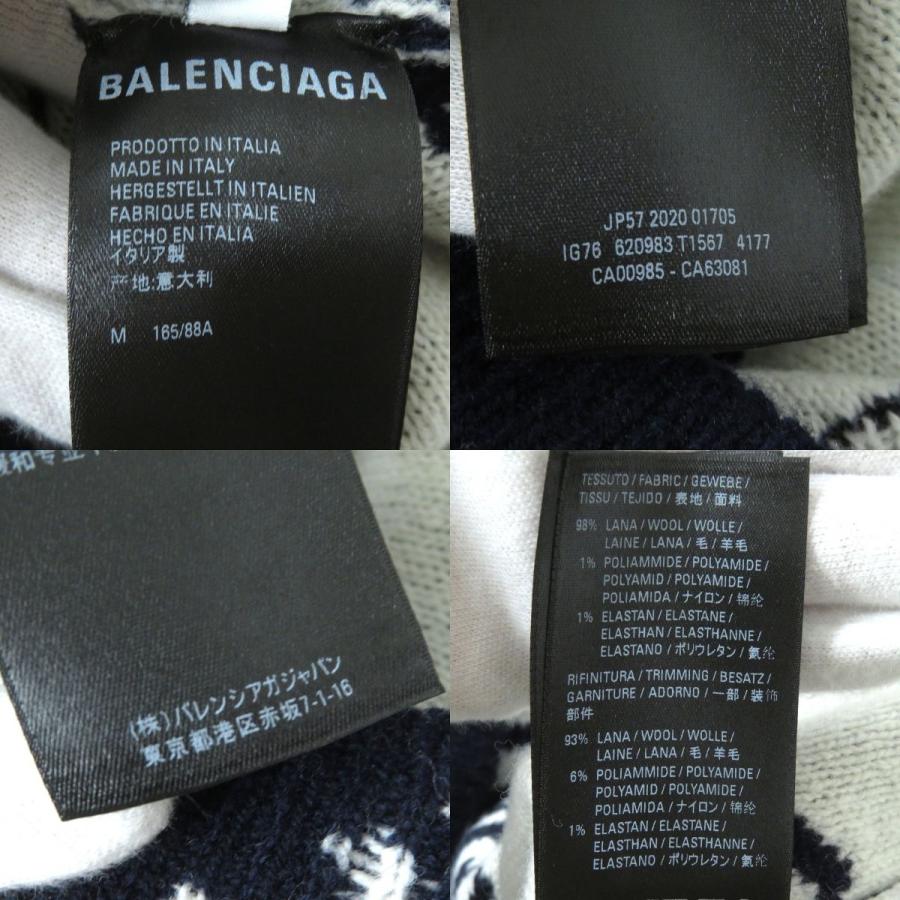 BALENCIAGA
PRODOTTO IN ITALIA
MADE IN ITALY
HERGESTELLT IN ITALIEN
FABRIQUE EN ITALIE
HECHO EN ITALIA
イタリア製
产地:意大利
M 165/88A
JP57 2020 01705
IG76 620983 T1567 4177
CA00985 - CA63081
(株)バレンシアガジャパン
東京都港区赤坂7-1-16
TESSUTO / FABRIC / GEWEBE /
TISSU / TEJIDO / 表地 / 面料
98% LANA / WOOL / WOLLE /
LAINE / LANA / 毛 / 羊毛
1% POLIAMMIDE / POLYAMIDE /
POLYAMID / POLYAMIDE /
POLIAMIDA / ナイロン / 锦纶
1% ELASTAN / ELASTANE /
ELASTHAN / ELASTHANNE /
ELASTANO / ポリウレタン / 氨纶
RIFINITURA / TRIMMING / BESATZ /
GARNITURE / ADORNO / 一部 / 装饰
部件
93% LANA / WOOL / WOLLE /
LAINE / LANA / 毛 / 羊毛
6% POLIAMMIDE / POLYAMIDE /
POLYAMID / POLYAMIDE /
POLIAMIDA / ナイロン / 锦纶
1% ELASTAN / ELASTANE /
ELASTHAN / ELASTHANNE /
ELASTANO / ポリウレタン / 氨纶